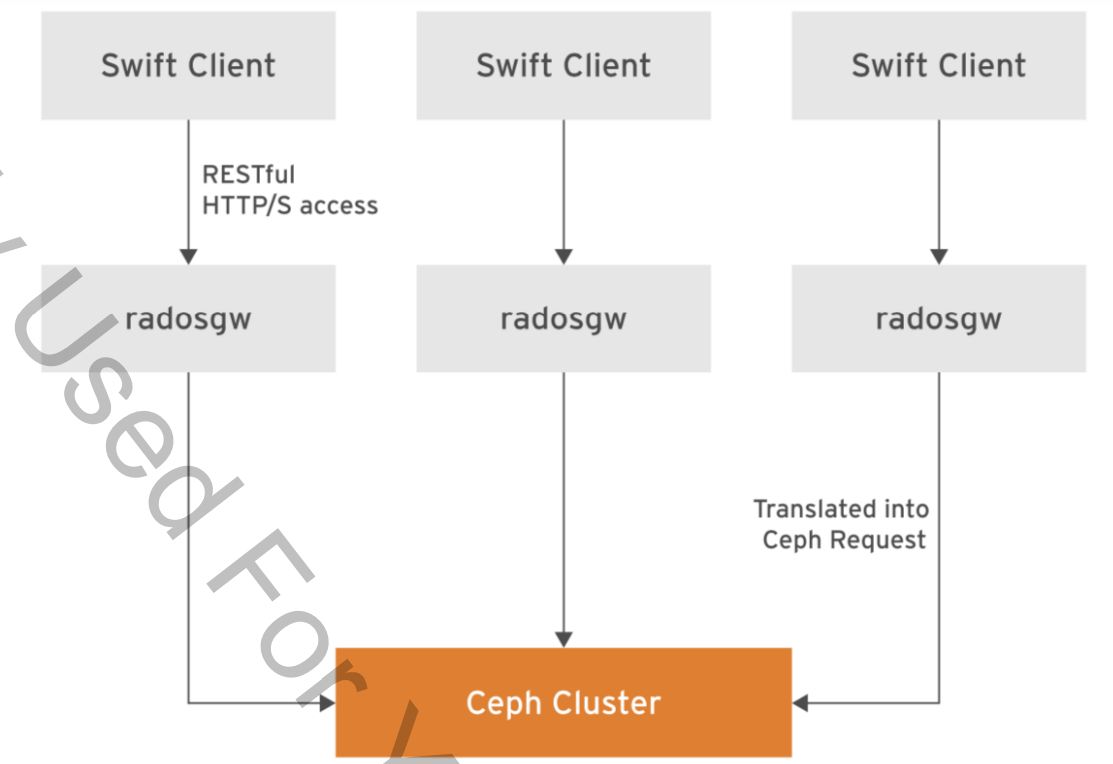 Swift Client
Swift Client
Swift Client
RESTful
HTTP/S access
radosgw
radosgw
radosgw
Translated into
Ceph Request
Ceph Cluster
Used For